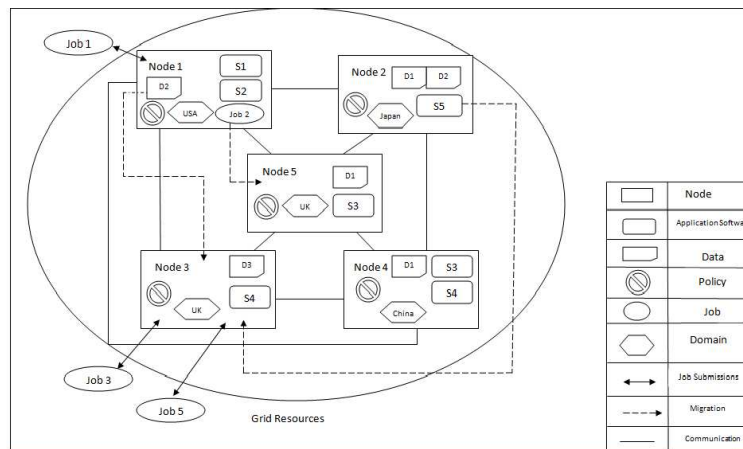 Job 1
Node 1
S1
D2
S2
USA
Job 2
Node 2
D1
D2
S5
Japan
Node 5
D1
UK
S3
Node 3
D3
S4
UK
Node 4
D1
S3
S4
China
Job 3
Job 5
Grid Resources
Node
Application Softwa
Data
Policy
Job
Domain
Job Submissions
Migration
Communication